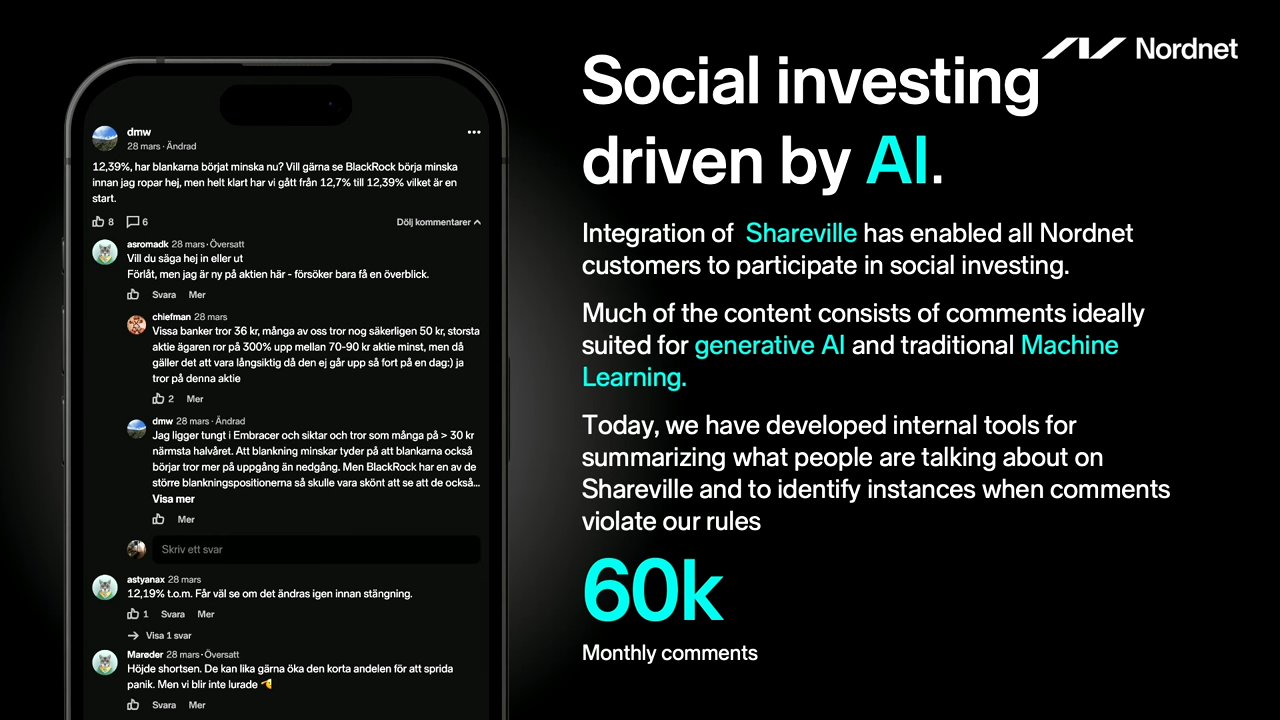 Nordnet
Social investing
driven by AI.
Integration of Shareville has enabled all Nordnet
customers to participate in social investing.
Much of the content consists of comments ideally
suited for generative AI and traditional Machine
Learning.
Today, we have developed internal tools for
summarizing what people are talking about on
Shareville and to identify instances when comments
violate our rules
60k
Monthly comments
dmw
28 mars · Ändrad
12,39%, har blankarna börjat minska nu? Vill gärna se BlackRock börja minska
innan jag ropar hej, men helt klart har vi gått från 12,7% till 12,39% vilket är en
start.
8 6 Dölj kommentarer
asromadk 28 mars · Översatt
Vill du säga hej in eller ut
Förlåt, men jag är ny på aktien här - försöker bara få en överblick.
Svara Mer
chiefman 28 mars
Vissa banker tror 36 kr, många av oss tror nog säkerligen 50 kr, storsta
aktie ägaren ror på 300% upp mellan 70-90 kr aktie minst, men då
gäller det att vara långsiktig då den ej går upp så fort på en dag:) ja
tror på denna aktie
2 Mer
dmw 28 mars · Ändrad
Jag ligger tungt i Embracer och siktar och tror som många på > 30 kr
närmsta halvåret. Att blankning minskar tyder på att blankarna också
börjar tror mer på uppgång än nedgång. Men BlackRock har en av de
större blankningspositionerna så skulle vara skönt att se att de också...
Visa mer
Mer
Skriv ett svar
astyanax 28 mars
12,19% t.o.m. Får väl se om det ändras igen innan stängning.
1 Svara Mer
Visa 1 svar
Marøder 28 mars · Översatt
Höjde shortsen. De kan lika gärna öka den korta andelen för att sprida
panik. Men vi blir inte lurade
Svara Mer